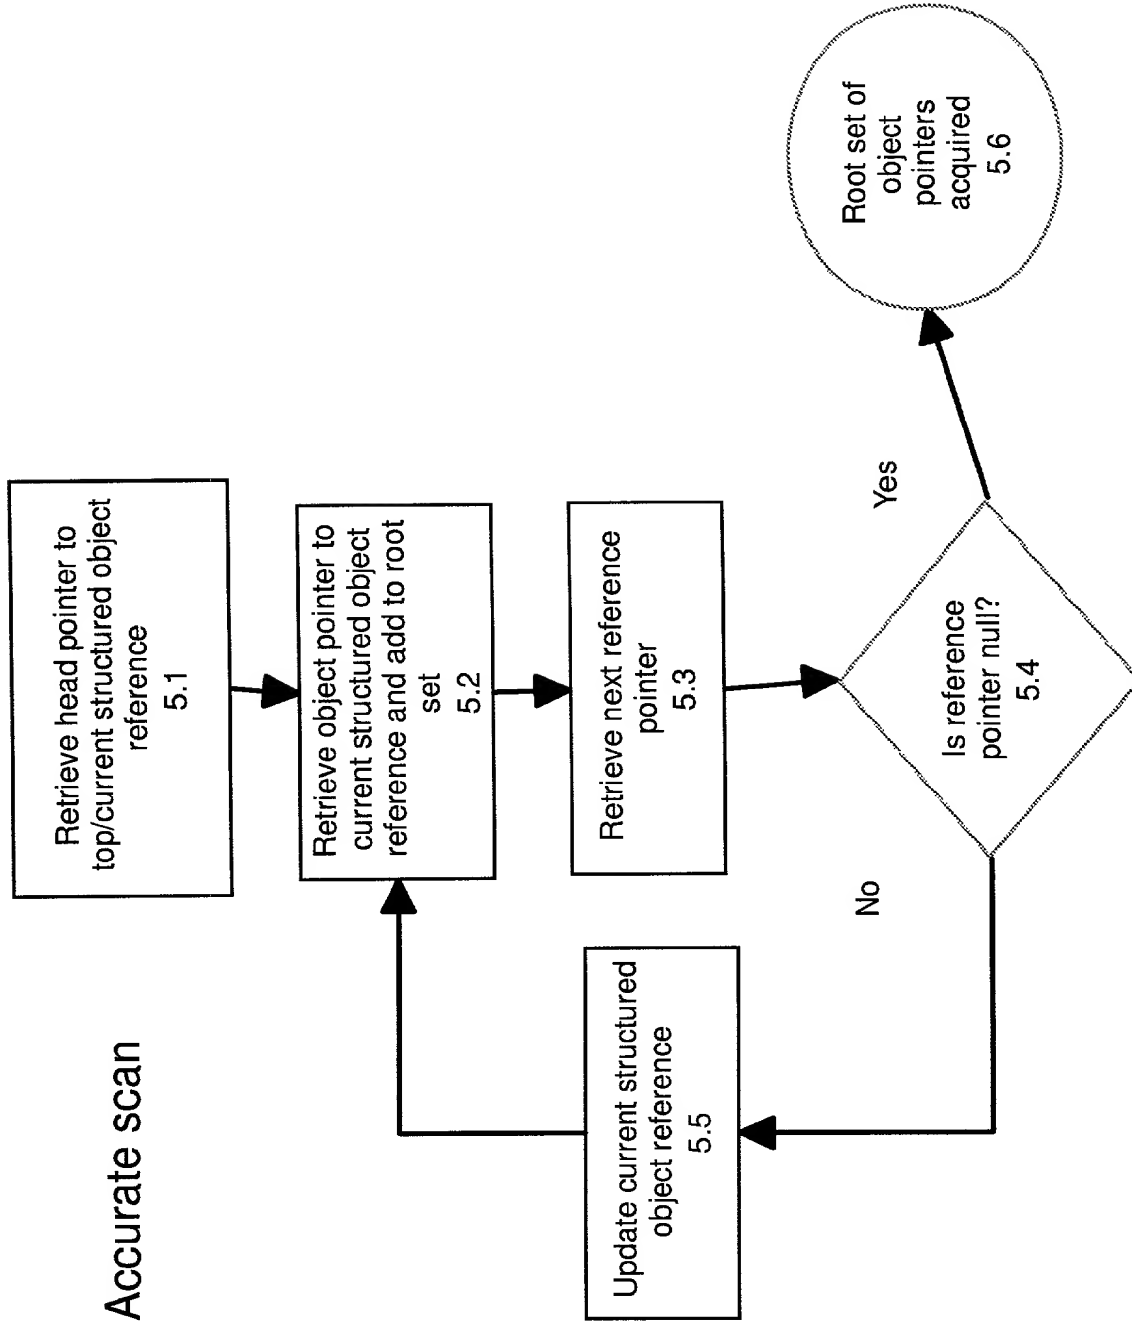 Accurate scan
Retrieve head pointer to
top/current structured object
reference
5.1
Retrieve object pointer to
current structured object
reference and add to root
set
5.2
Retrieve next reference
pointer
5.3
Is reference
pointer null?
5.4
No
Yes
Update current structured
object reference
5.5
Root set of
object
pointers
acquired
5.6